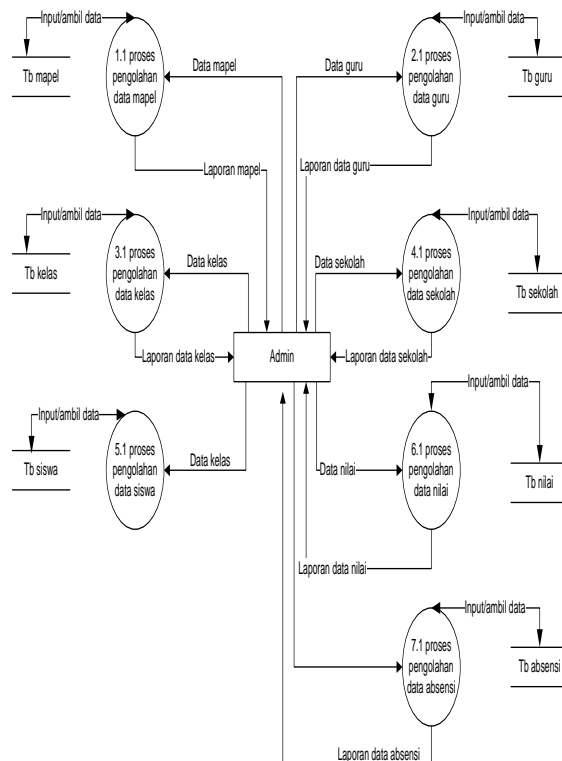 Input/ambil data
Tb mapel
1.1 proses
pengolahan
data mapel
Data mapel
Laporan mapel
Data guru
2.1 proses
pengolahan
data guru
Input/ambil data
Tb guru
Laporan data guru
Input/ambil data
Tb kelas
3.1 proses
pengolahan
data kelas
Data kelas
Laporan data kelas
Data sekolah
4.1 proses
pengolahan
data sekolah
Input/ambil data
Tb sekolah
Laporan data sekolah
Admin
Input/ambil data
Tb siswa
5.1 proses
pengolahan
data siswa
Data kelas
Data nilai
6.1 proses
pengolahan
data nilai
Input/ambil data
Tb nilai
Laporan data nilai
7.1 proses
pengolahan
data absensi
Input/ambil data
Tb absensi
Laporan data absensi